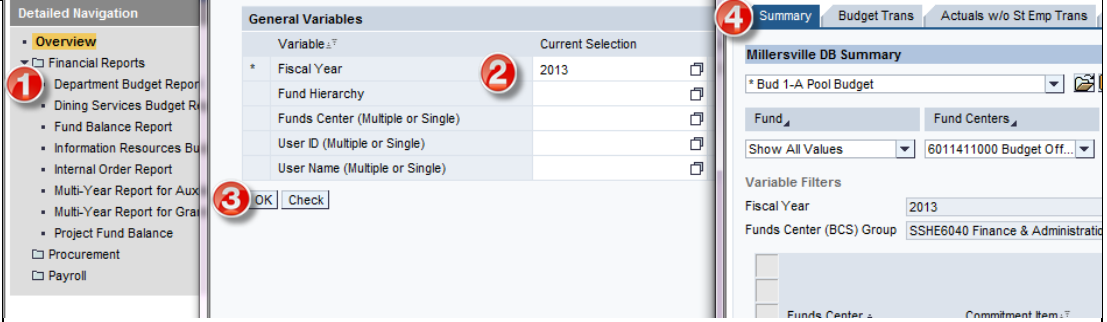 Detailed Navigation
Overview
1
Financial Reports
Department Budget Repor
Dining Services Budget R
Fund Balance Report
Information Resources Bu
Internal Order Report
Multi-Year Report for Aux
Multi-Year Report for Gra
Project Fund Balance
Procurement
Payroll
General Variables
Variable Current Selection
* Fiscal Year 2 2013
Fund Hierarchy
Funds Center (Multiple or Single)
User ID (Multiple or Single)
User Name (Multiple or Single)
3 OK Check
4 Summary Budget Trans Actuals w/o St Emp Trans
Millersville DB Summary
* Bud 1-A Pool Budget
Fund Fund Centers
Show All Values 6011411000 Budget Off...
Variable Filters
Fiscal Year 2013
Funds Center (BCS) Group SSHE6040 Finance & Administratio
Funds Center Commitment Item